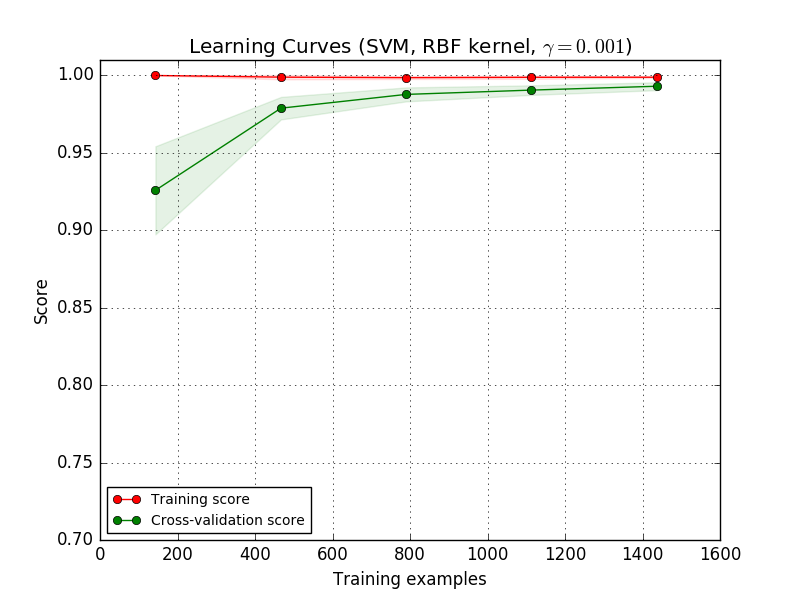 Learning Curves (SVM, RBF kernel, γ = 0.001)
1.00
0.95
0.90
0.85
0.80
0.75
0.70
Score
Training score
Cross-validation score
0 200 400 600 800 1000 1200 1400 1600
Training examples